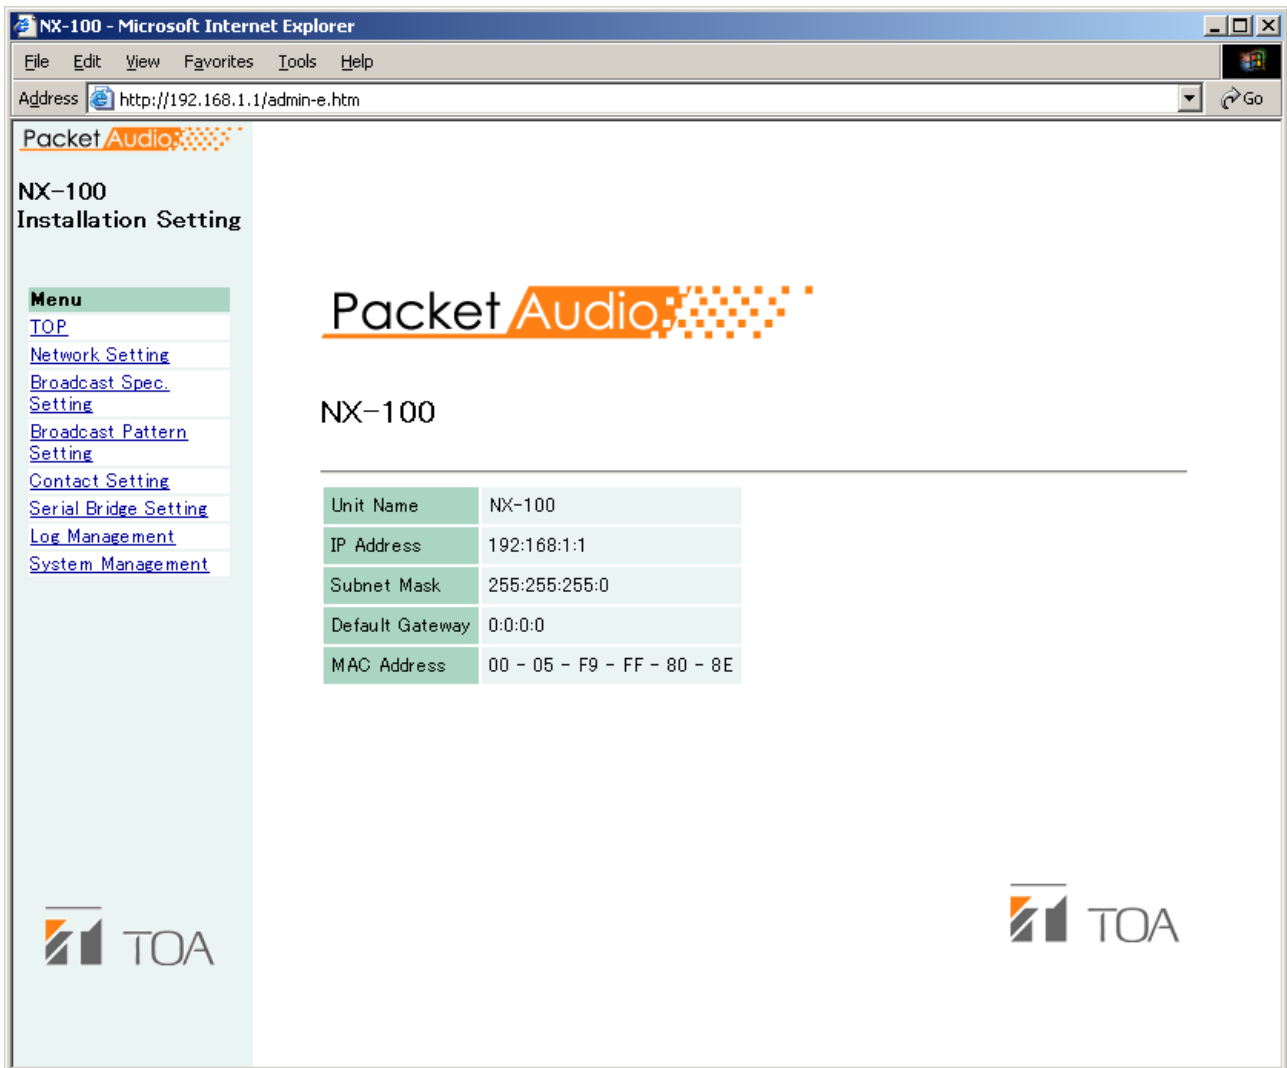 NX-100 - Microsoft Internet Explorer
File Edit View Favorites Tools Help
Address http://192.168.1.1/admin-e.htm Go
Packet Audio
NX-100
Installation Setting
Menu
TOP
Network Setting
Broadcast Spec.
Setting
Broadcast Pattern
Setting
Contact Setting
Serial Bridge Setting
Log Management
System Management
TOA
Packet Audio
NX-100
Unit Name NX-100
IP Address 192:168:1:1
Subnet Mask 255:255:255:0
Default Gateway 0:0:0:0
MAC Address 00 - 05 - F9 - FF - 80 - 8E
TOA